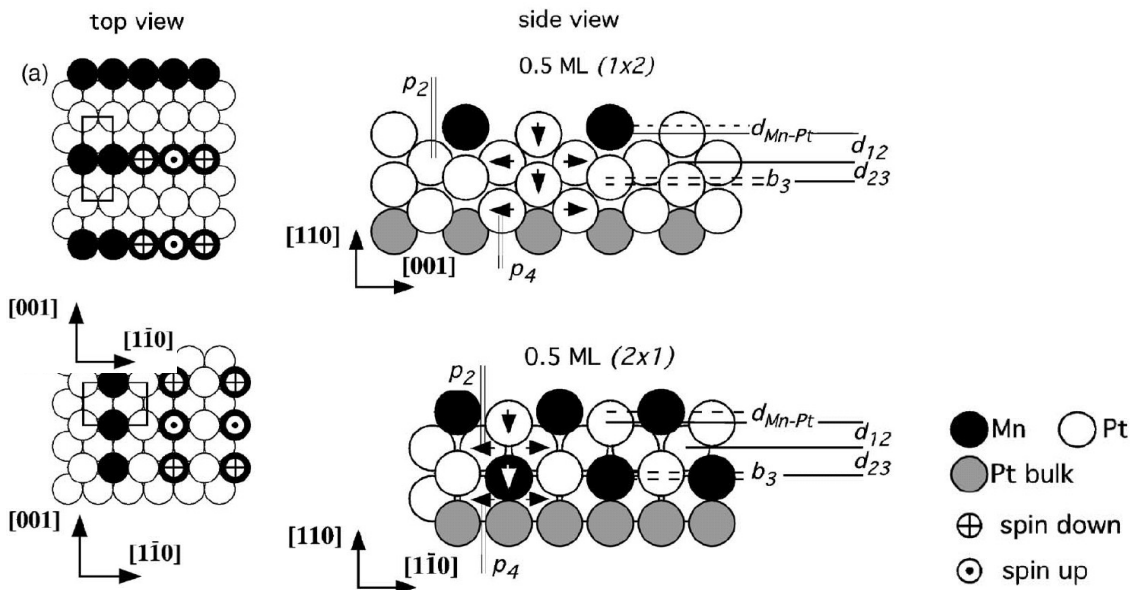 top view
side view
(a)
0.5 ML (1x2)
p2
dMn-Pt
d12
b3
d23
[110]
[001]
p4
[001]
[11̄0]
0.5 ML (2x1)
p2
dMn-Pt
d12
b3
d23
Mn
Pt
Pt bulk
[001]
[11̄0]
[110]
[11̄0]
p4
spin down
spin up